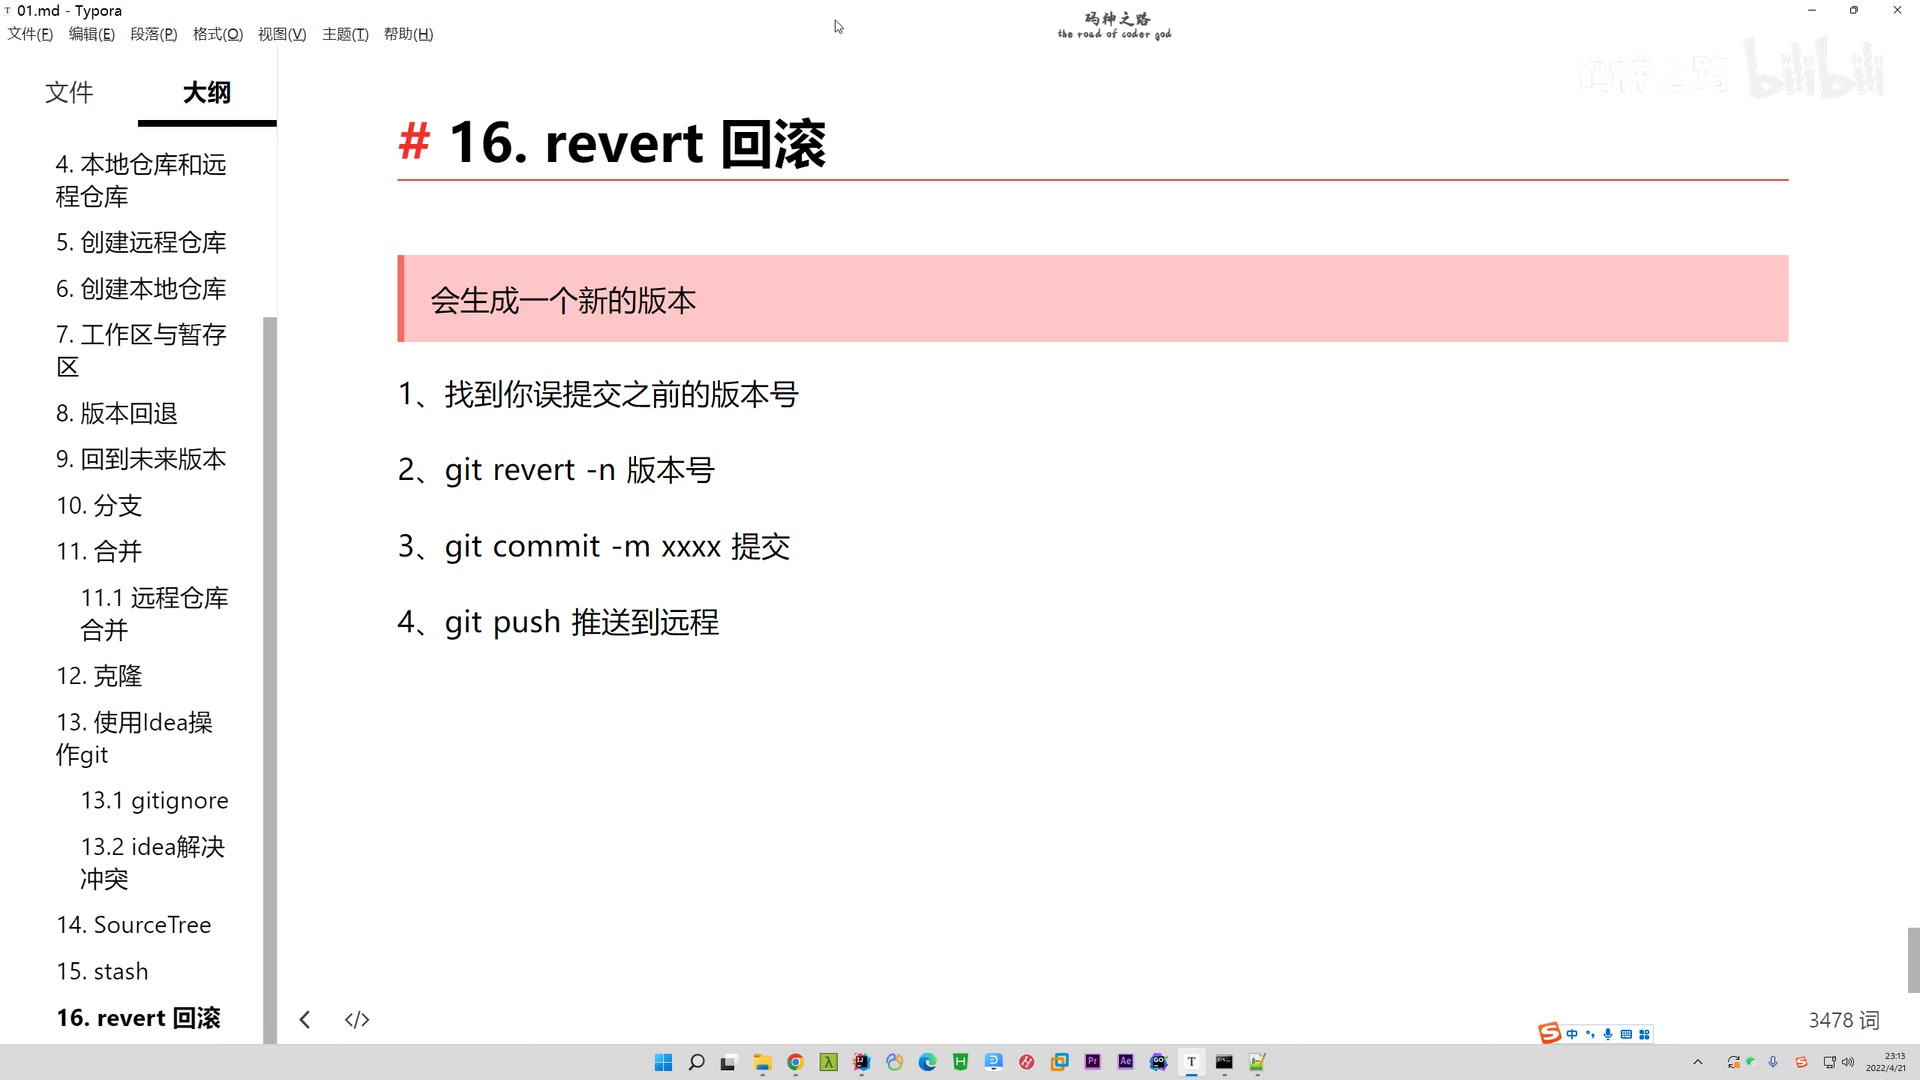 01.md - Typora
文件(F) 编辑(E) 段落(P) 格式(O) 视图(V) 主题(T) 帮助(H)
码神之路
the road of coder god
码神之路 bilibili
文件 大纲
4. 本地仓库和远
程仓库
5. 创建远程仓库
6. 创建本地仓库
7. 工作区与暂存
区
8. 版本回退
9. 回到未来版本
10. 分支
11. 合并
11.1 远程仓库
合并
12. 克隆
13. 使用Idea操
作git
13.1 gitignore
13.2 idea解决
冲突
14. SourceTree
15. stash
16. revert 回滚
# 16. revert 回滚
会生成一个新的版本
1、找到你误提交之前的版本号
2、git revert -n 版本号
3、git commit -m xxxx 提交
4、git push 推送到远程
3478 词
中
23:13
2022/4/21